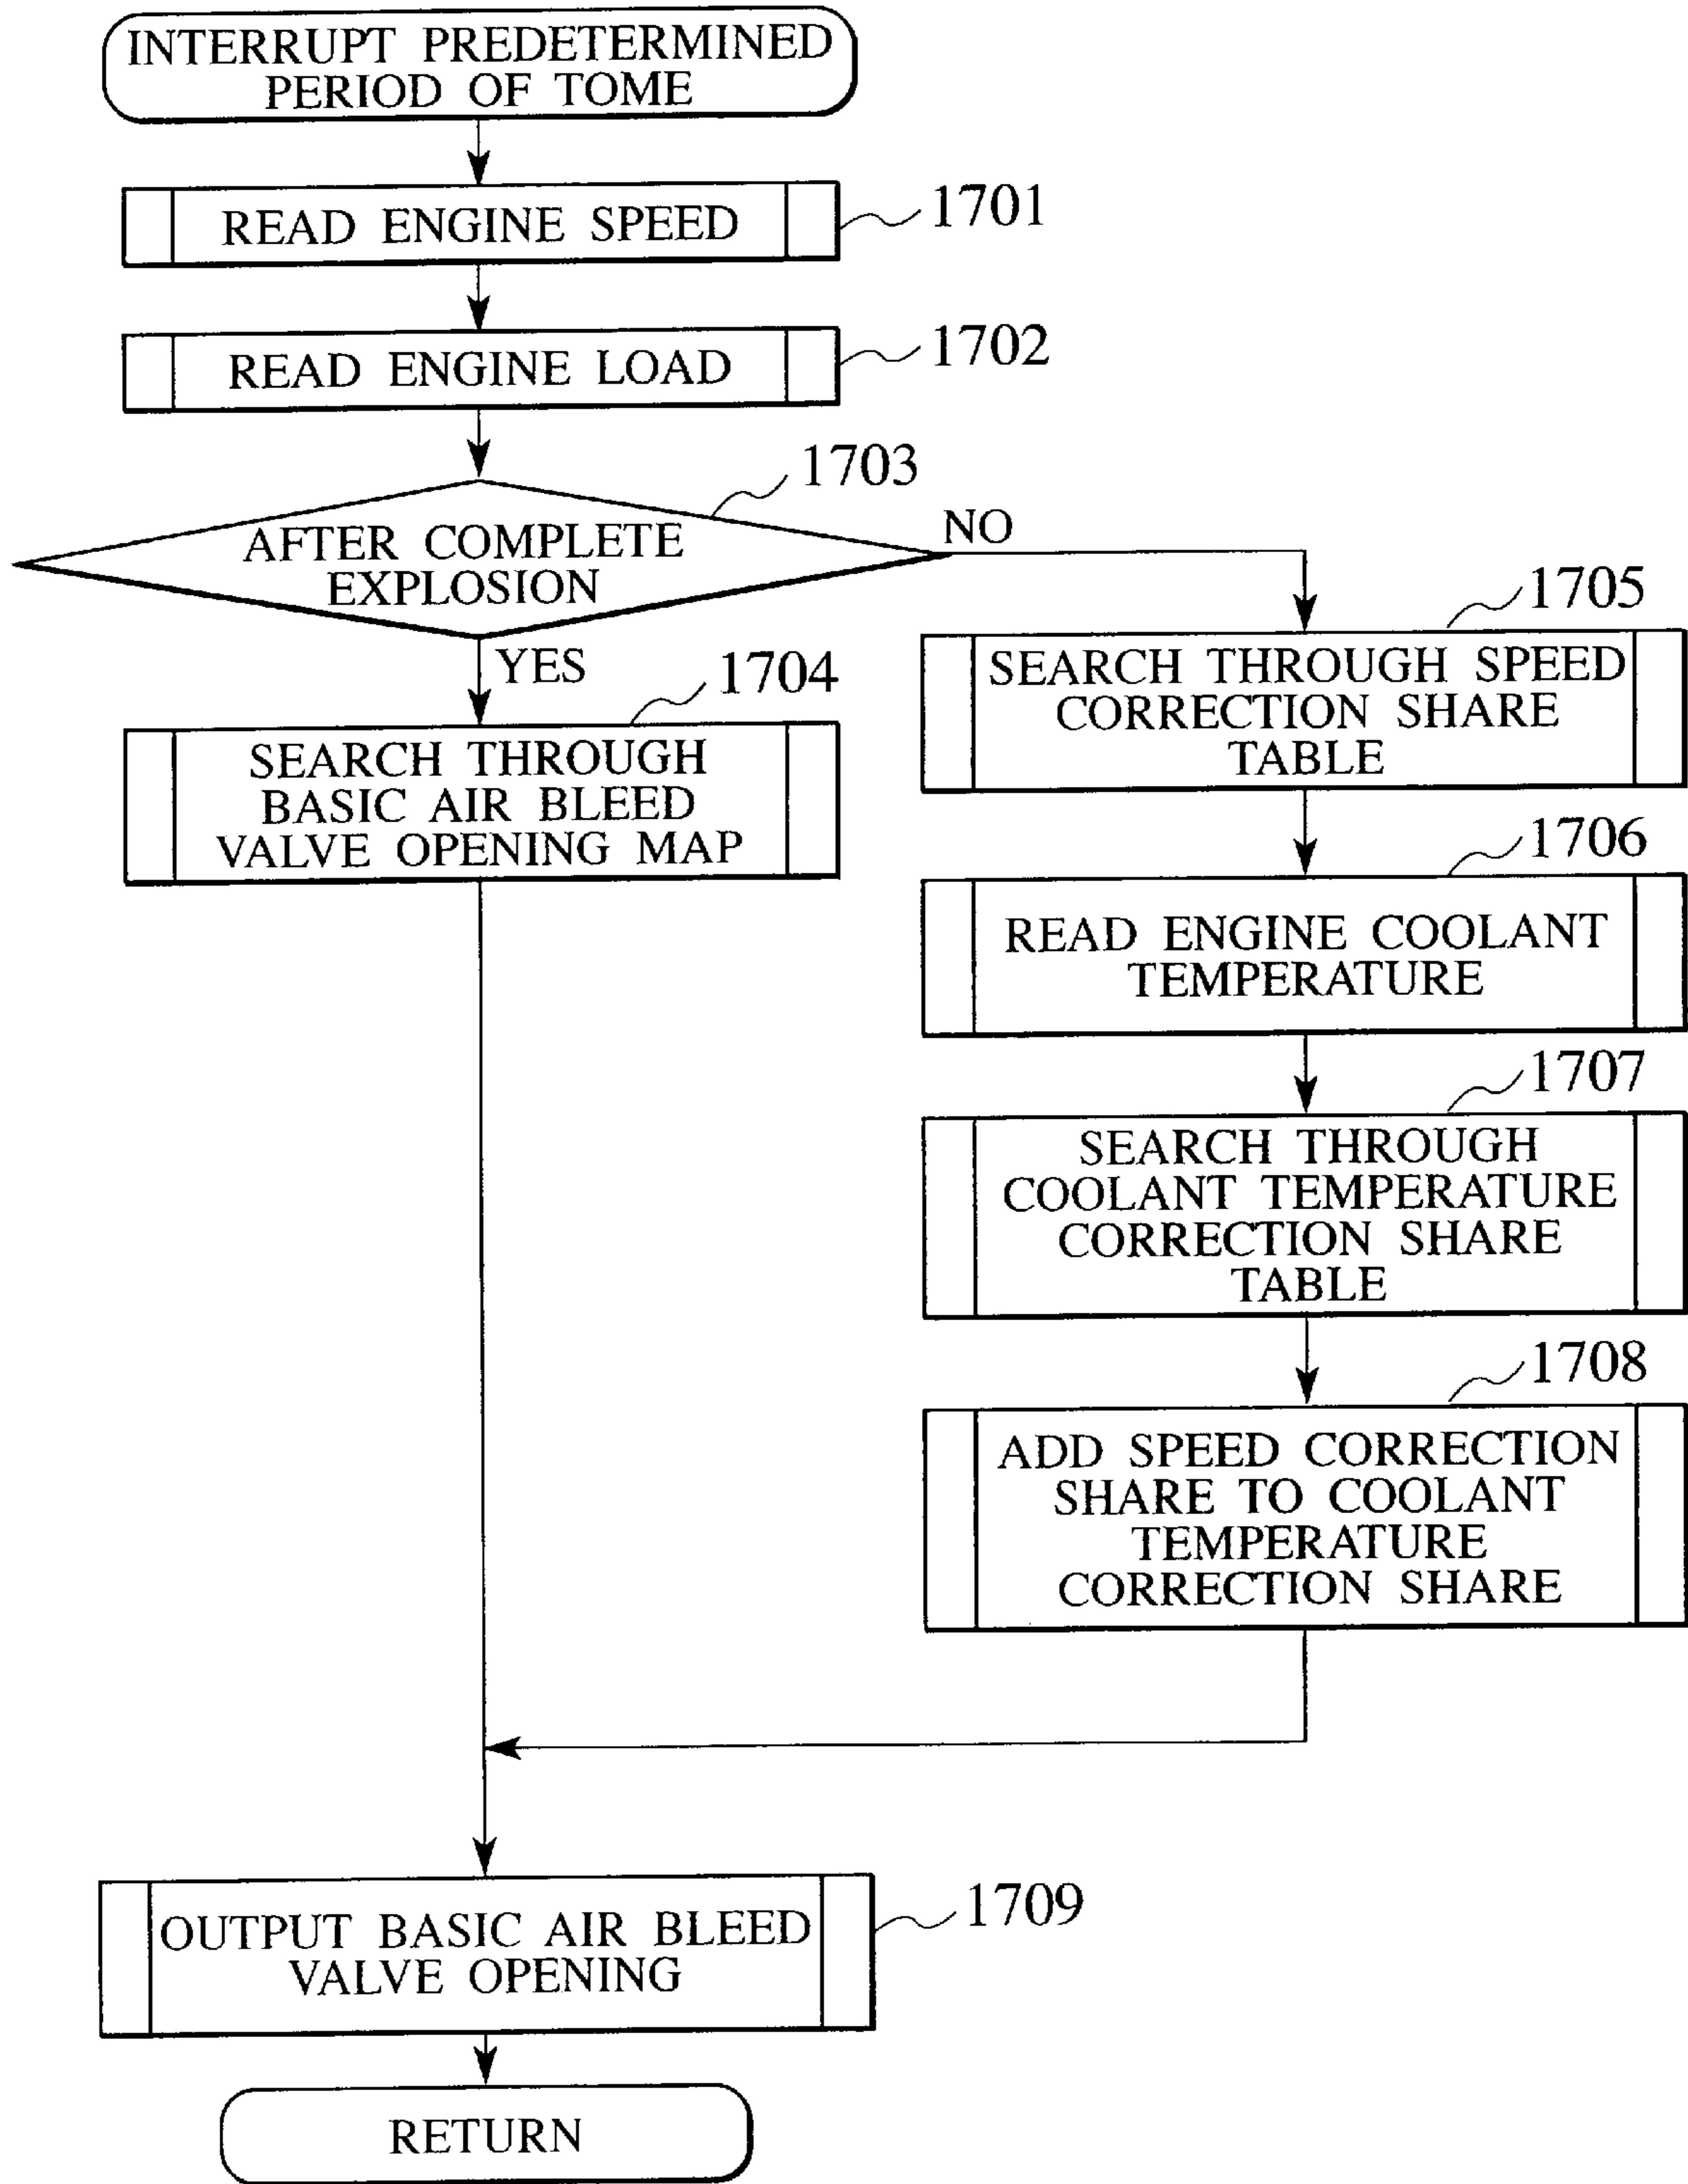 INTERRUPT PREDETERMINED
PERIOD OF TOME
READ ENGINE SPEED
1701
READ ENGINE LOAD
1702
1703
AFTER COMPLETE
EXPLOSION
NO
YES
1704
SEARCH THROUGH
BASIC AIR BLEED
VALVE OPENING MAP
1705
SEARCH THROUGH SPEED
CORRECTION SHARE
TABLE
1706
READ ENGINE COOLANT
TEMPERATURE
1707
SEARCH THROUGH
COOLANT TEMPERATURE
CORRECTION SHARE
TABLE
1708
ADD SPEED CORRECTION
SHARE TO COOLANT
TEMPERATURE
CORRECTION SHARE
OUTPUT BASIC AIR BLEED
VALVE OPENING
1709
RETURN